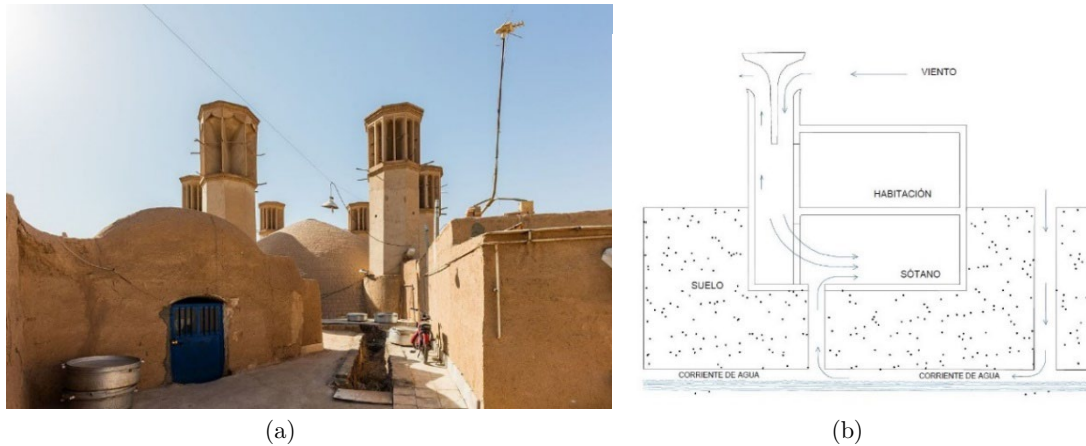 VIENTO
HABITACIÓN
SÓTANO
SUELO
CORRIENTE DE AGUA
CORRIENTE DE AGUA
(a)
(b)